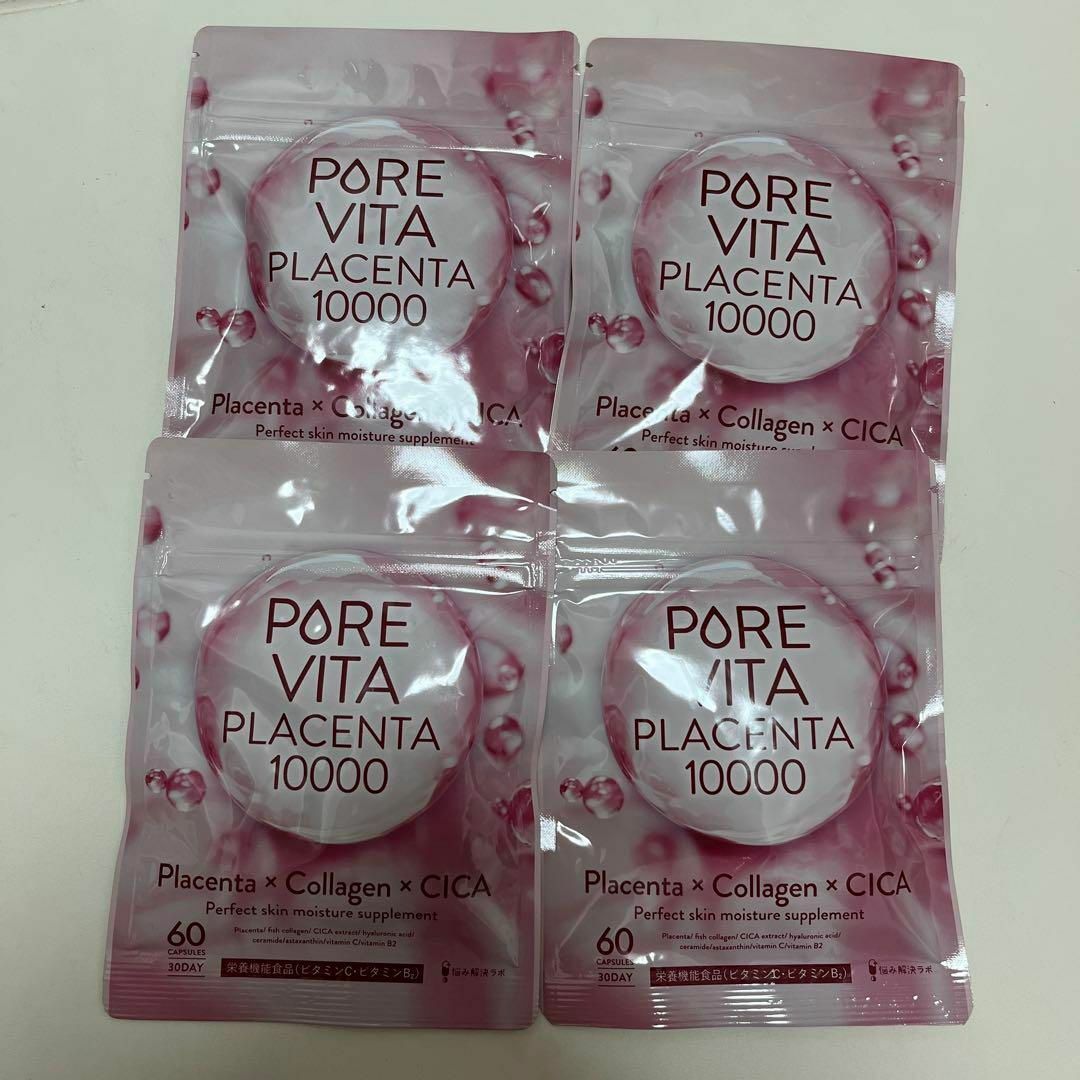 PORE
VITA
PLACENTA
10000
Placenta × Collagen × CICA
Perfect skin moisture supplement
PORE
VITA
PLACENTA
10000
Placenta × Collagen × CICA
Perfect skin moisture
PORE
VITA
PLACENTA
10000
Placenta × Collagen × CICA
Perfect skin moisture supplement
Placenta/ fish collagen/ CICA extract/ hyaluronic acid/
ceramide/astaxanthin/vitamin C/vitamin B2
60
CAPSULES
30DAY
栄養機能食品(ビタミンC・ビタミンB₂)
悩み解決ラボ
PORE
VITA
PLACENTA
10000
Placenta × Collagen × CICA
Perfect skin moisture supplement
Placenta/ fish collagen/ CICA extract/ hyaluronic acid/
ceramide/astaxanthin/vitamin C/vitamin B2
60
CAPSULES
30DAY
栄養機能食品(ビタミンC・ビタミンB₂)
悩み解決ラボ